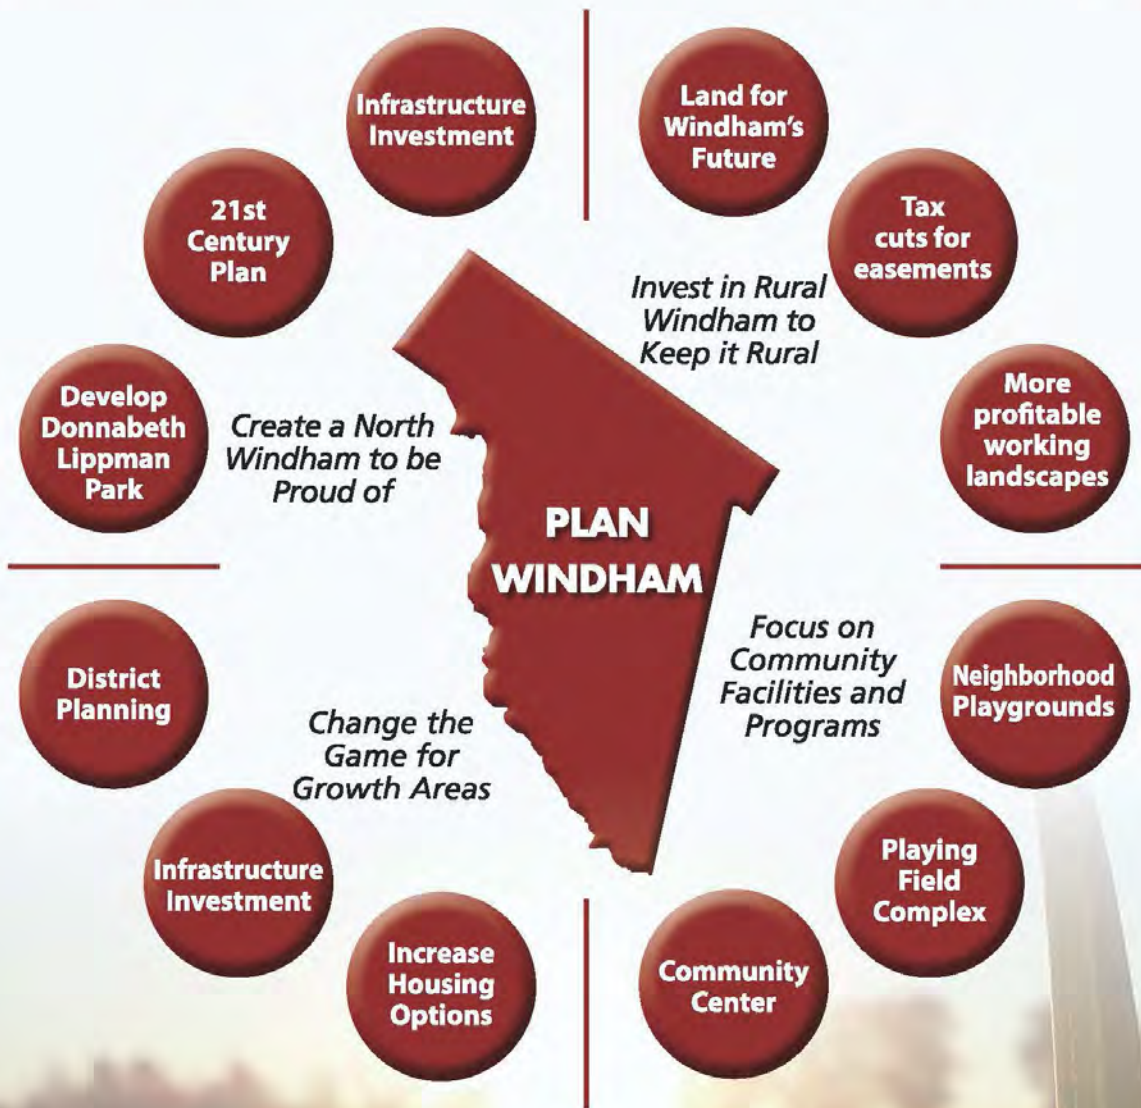 Infrastructure
Investment
21st
Century
Plan
Develop
Donnabeth
Lippman
Park
Create a North
Windham to be
Proud of
Land for
Windham's
Future
Tax
cuts for
easements
More
profitable
working
landscapes
Invest in Rural
Windham to
Keep it Rural
PLAN
WINDHAM
District
Planning
Infrastructure
Investment
Increase
Housing
Options
Change the
Game for
Growth Areas
Focus on
Community
Facilities and
Programs
Neighborhood
Playgrounds
Playing
Field
Complex
Community
Center